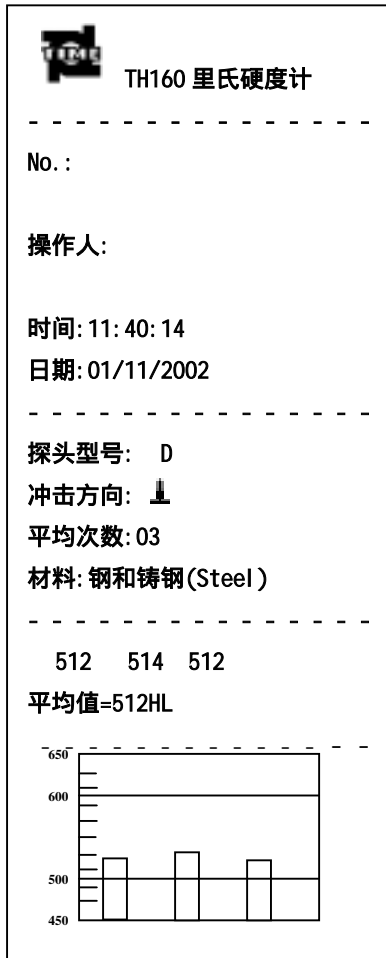 TIME
TH160 里氏硬度计
No.:
操作人:
时间:11:40:14
日期:01/11/2002
探头型号: D
冲击方向:
平均次数:03
材料:钢和铸钢(Steel)
512 514 512
平均值=512HL
650
600
500
450